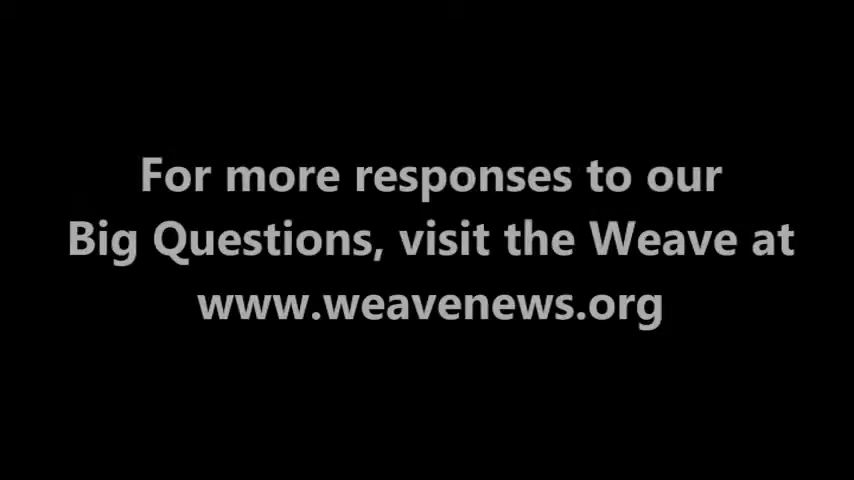 For more responses to our
Big Questions, visit the Weave at
www.weavenews.org